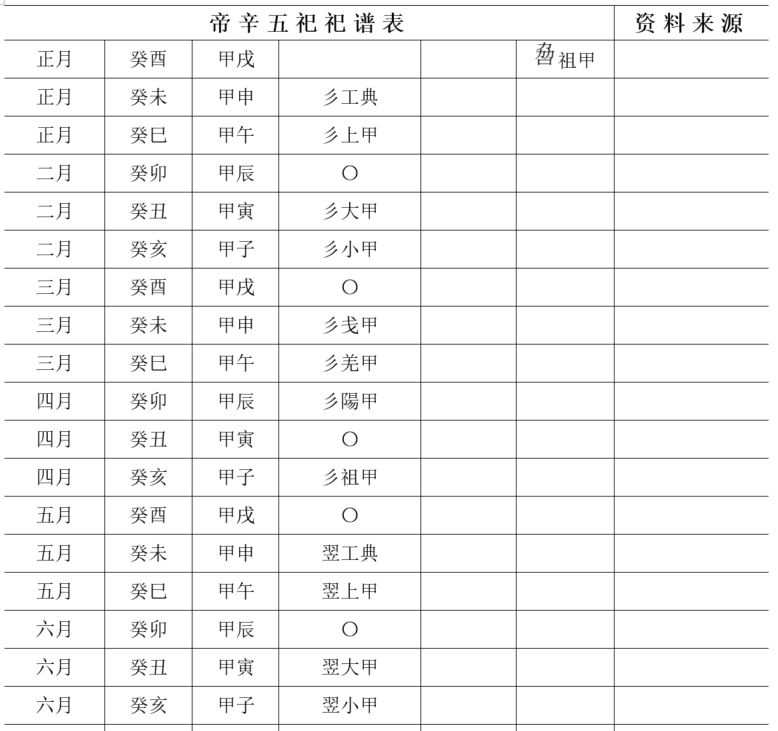 帝辛五祀祀谱表 资料来源
正月 癸酉 甲戌 祖甲
正月 癸未 甲申 彡工典
正月 癸巳 甲午 彡上甲
二月 癸卯 甲辰 〇
二月 癸丑 甲寅 彡大甲
二月 癸亥 甲子 彡小甲
三月 癸酉 甲戌 〇
三月 癸未 甲申 彡戋甲
三月 癸巳 甲午 彡羌甲
四月 癸卯 甲辰 彡陽甲
四月 癸丑 甲寅 〇
四月 癸亥 甲子 彡祖甲
五月 癸酉 甲戌 〇
五月 癸未 甲申 翌工典
五月 癸巳 甲午 翌上甲
六月 癸卯 甲辰 〇
六月 癸丑 甲寅 翌大甲
六月 癸亥 甲子 翌小甲